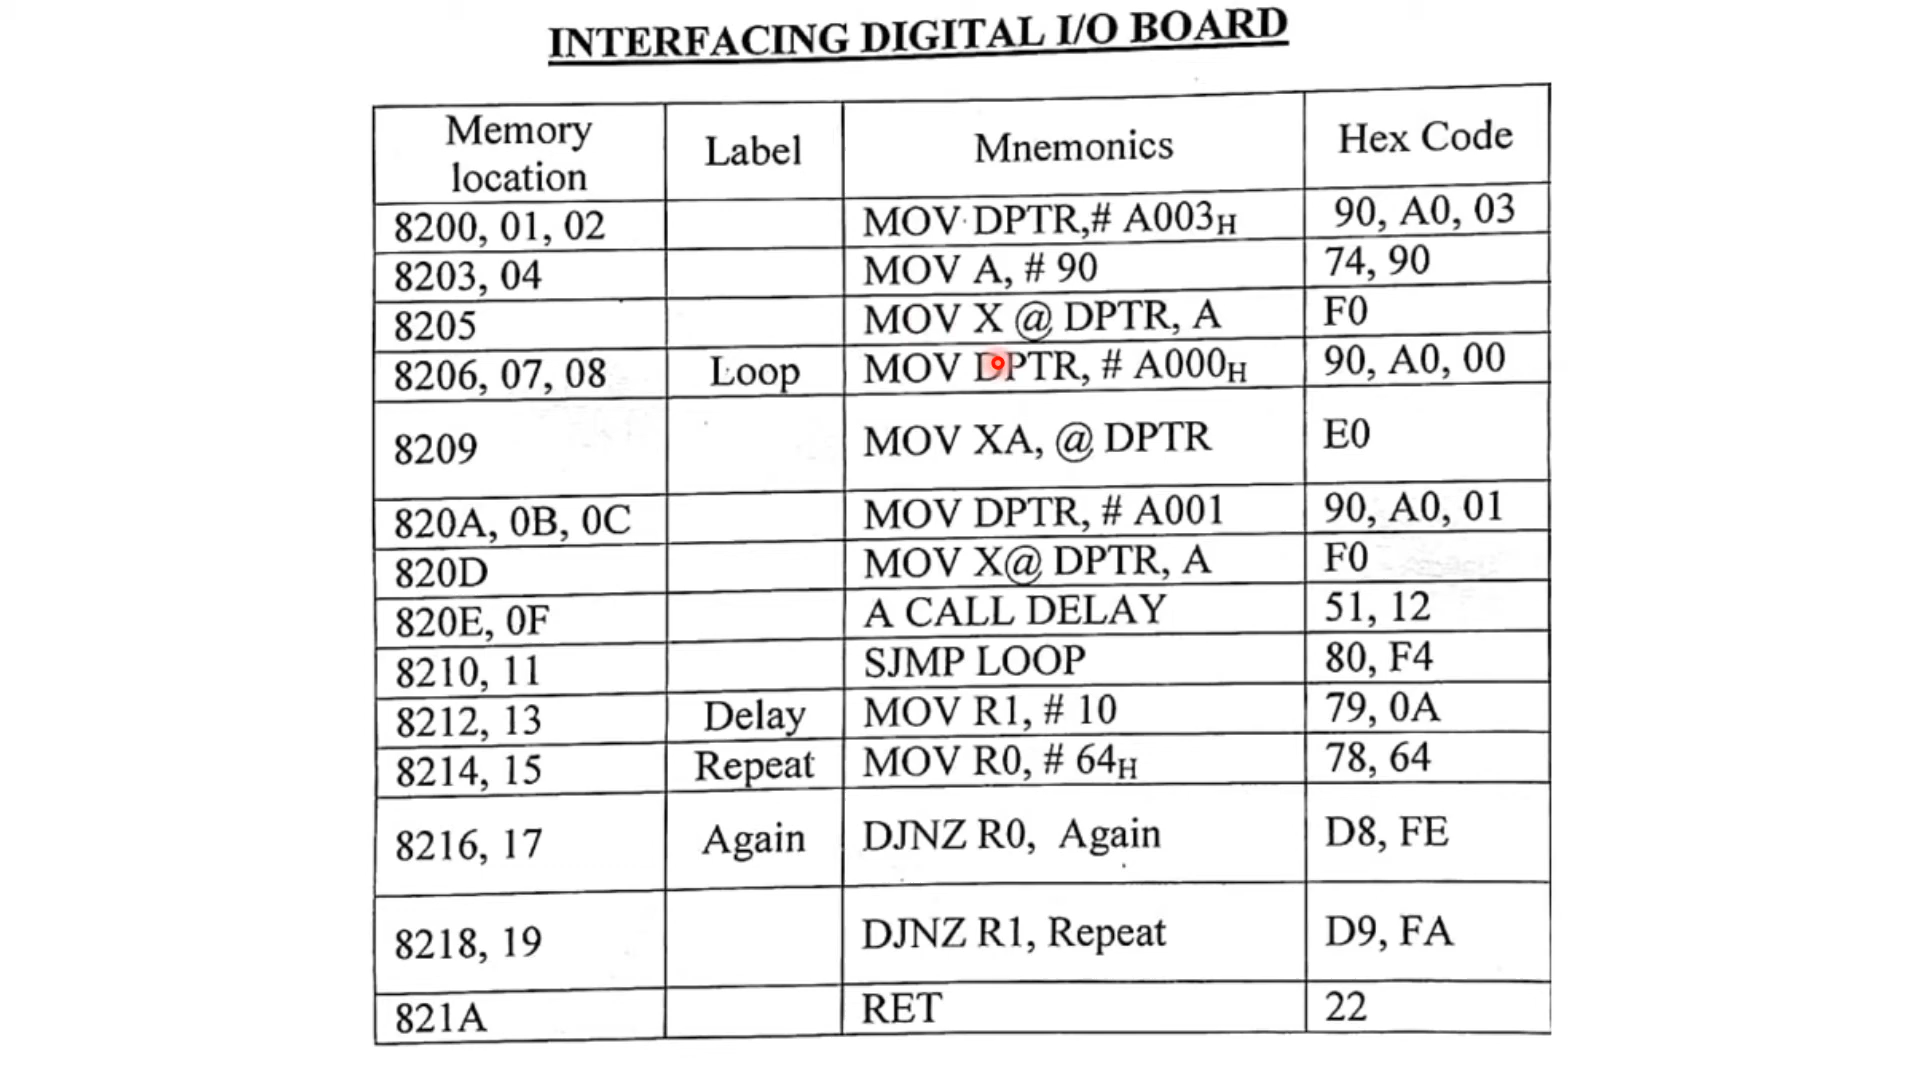 INTERFACING DIGITAL I/O BOARD
Memory location Label Mnemonics Hex Code
8200, 01, 02 MOV DPTR,# A003H 90, A0, 03
8203, 04 MOV A, # 90 74, 90
8205 MOV X @ DPTR, A F0
8206, 07, 08 Loop MOV DPTR, # A000H 90, A0, 00
8209 MOV XA, @ DPTR E0
820A, 0B, 0C MOV DPTR, # A001 90, A0, 01
820D MOV X@ DPTR, A F0
820E, 0F A CALL DELAY 51, 12
8210, 11 SJMP LOOP 80, F4
8212, 13 Delay MOV R1, # 10 79, 0A
8214, 15 Repeat MOV R0, # 64H 78, 64
8216, 17 Again DJNZ R0, Again D8, FE
8218, 19 DJNZ R1, Repeat D9, FA
821A RET 22